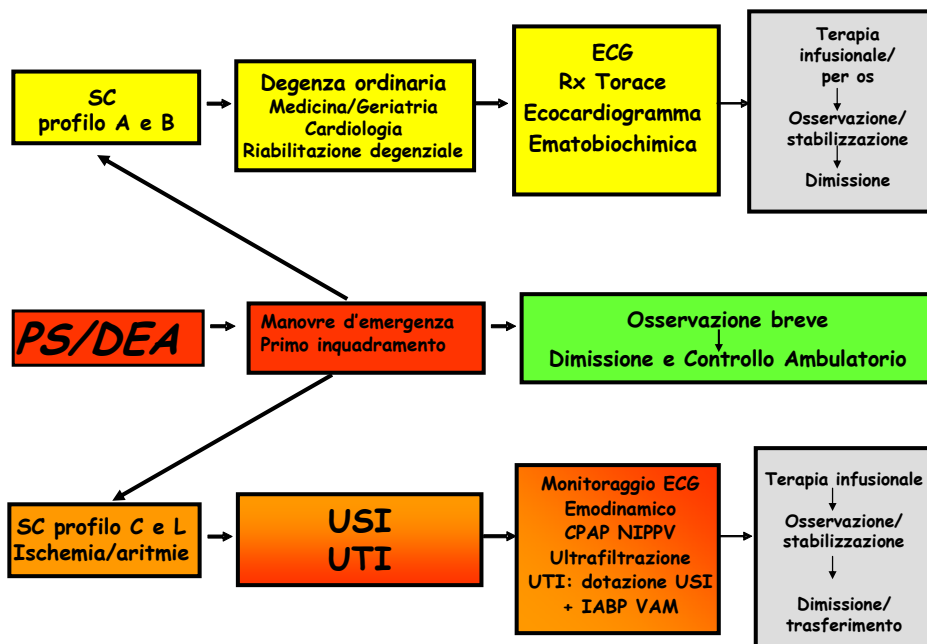 SC
profilo A e B
Degenza ordinaria
Medicina/Geriatria
Cardiologia
Riabilitazione degenziale
ECG
Rx Torace
Ecocardiogramma
Ematobiochimica
Terapia
infusionale/
per os
Osservazione/
stabilizzazione
Dimissione
PS/DEA
Manovre d'emergenza
Primo inquadramento
Osservazione breve
Dimissione e Controllo Ambulatorio
SC profilo C e L
Ischemia/aritmie
USI
UTI
Monitoraggio ECG
Emodinamico
CPAP NIPPV
Ultrafiltrazione
UTI: dotazione USI
+ IABP VAM
Terapia infusionale
Osservazione/
stabilizzazione
Dimissione/
trasferimento